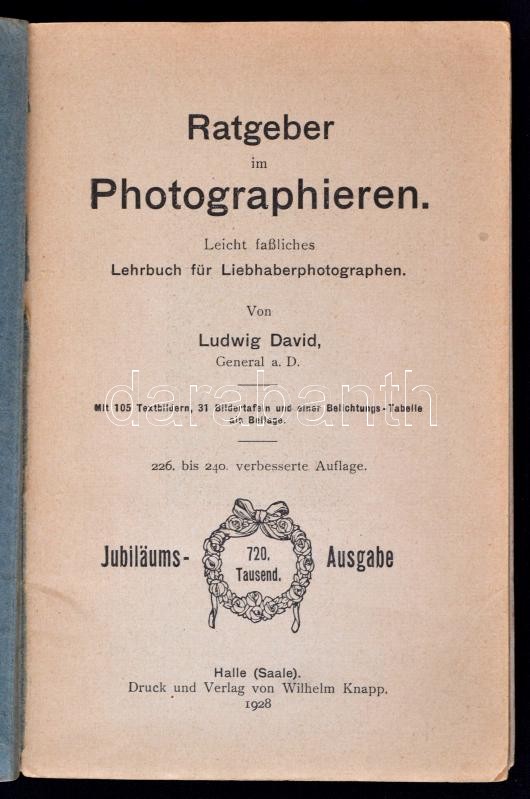 Ratgeber
im
Photographieren.
Leicht faßliches
Lehrbuch für Liebhaberphotographen.
Von
Ludwig David,
General a. D.
darabanth
Mit 105 Textbildern, 31 Bildertafeln und einer Belichtungs-Tabelle
als Beilage.
226. bis 240. verbesserte Auflage.
Jubiläums- 720. Ausgabe
Tausend.
Halle (Saale).
Druck und Verlag von Wilhelm Knapp.
1928